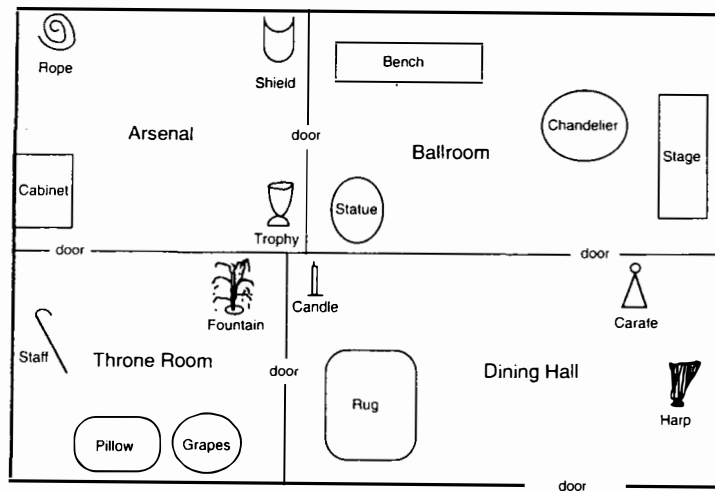 Rope
Shield
Bench
Arsenal
door
Ballroom
Chandelier
Stage
Cabinet
Trophy
Statue
door
door
Fountain
Candle
Carafe
Staff
Throne Room
door
Dining Hall
Rug
Harp
Pillow
Grapes
door